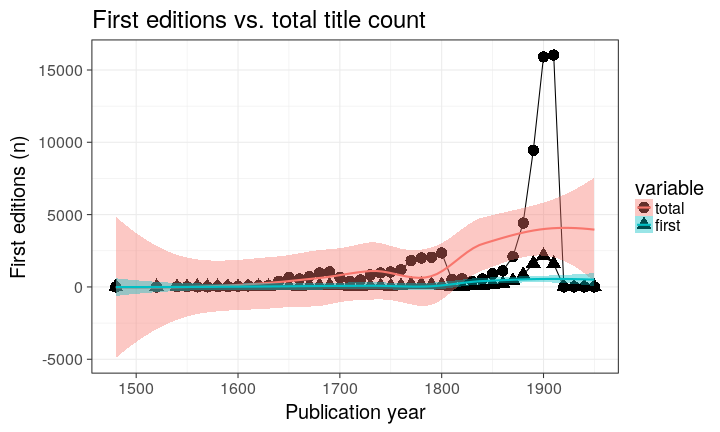 First editions vs. total title count
First editions (n)
15000
10000
5000
0
-5000
1500 1600 1700 1800 1900
Publication year
variable
total
first